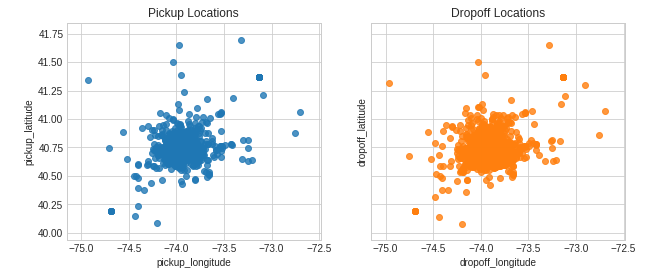 Pickup Locations
Dropoff Locations
41.75
41.50
41.25
41.00
40.75
40.50
40.25
40.00
pickup_latitude
dropoff_latitude
−75.0 −74.5 −74.0 −73.5 −73.0 −72.5
−75.0 −74.5 −74.0 −73.5 −73.0 −72.5
pickup_longitude
dropoff_longitude